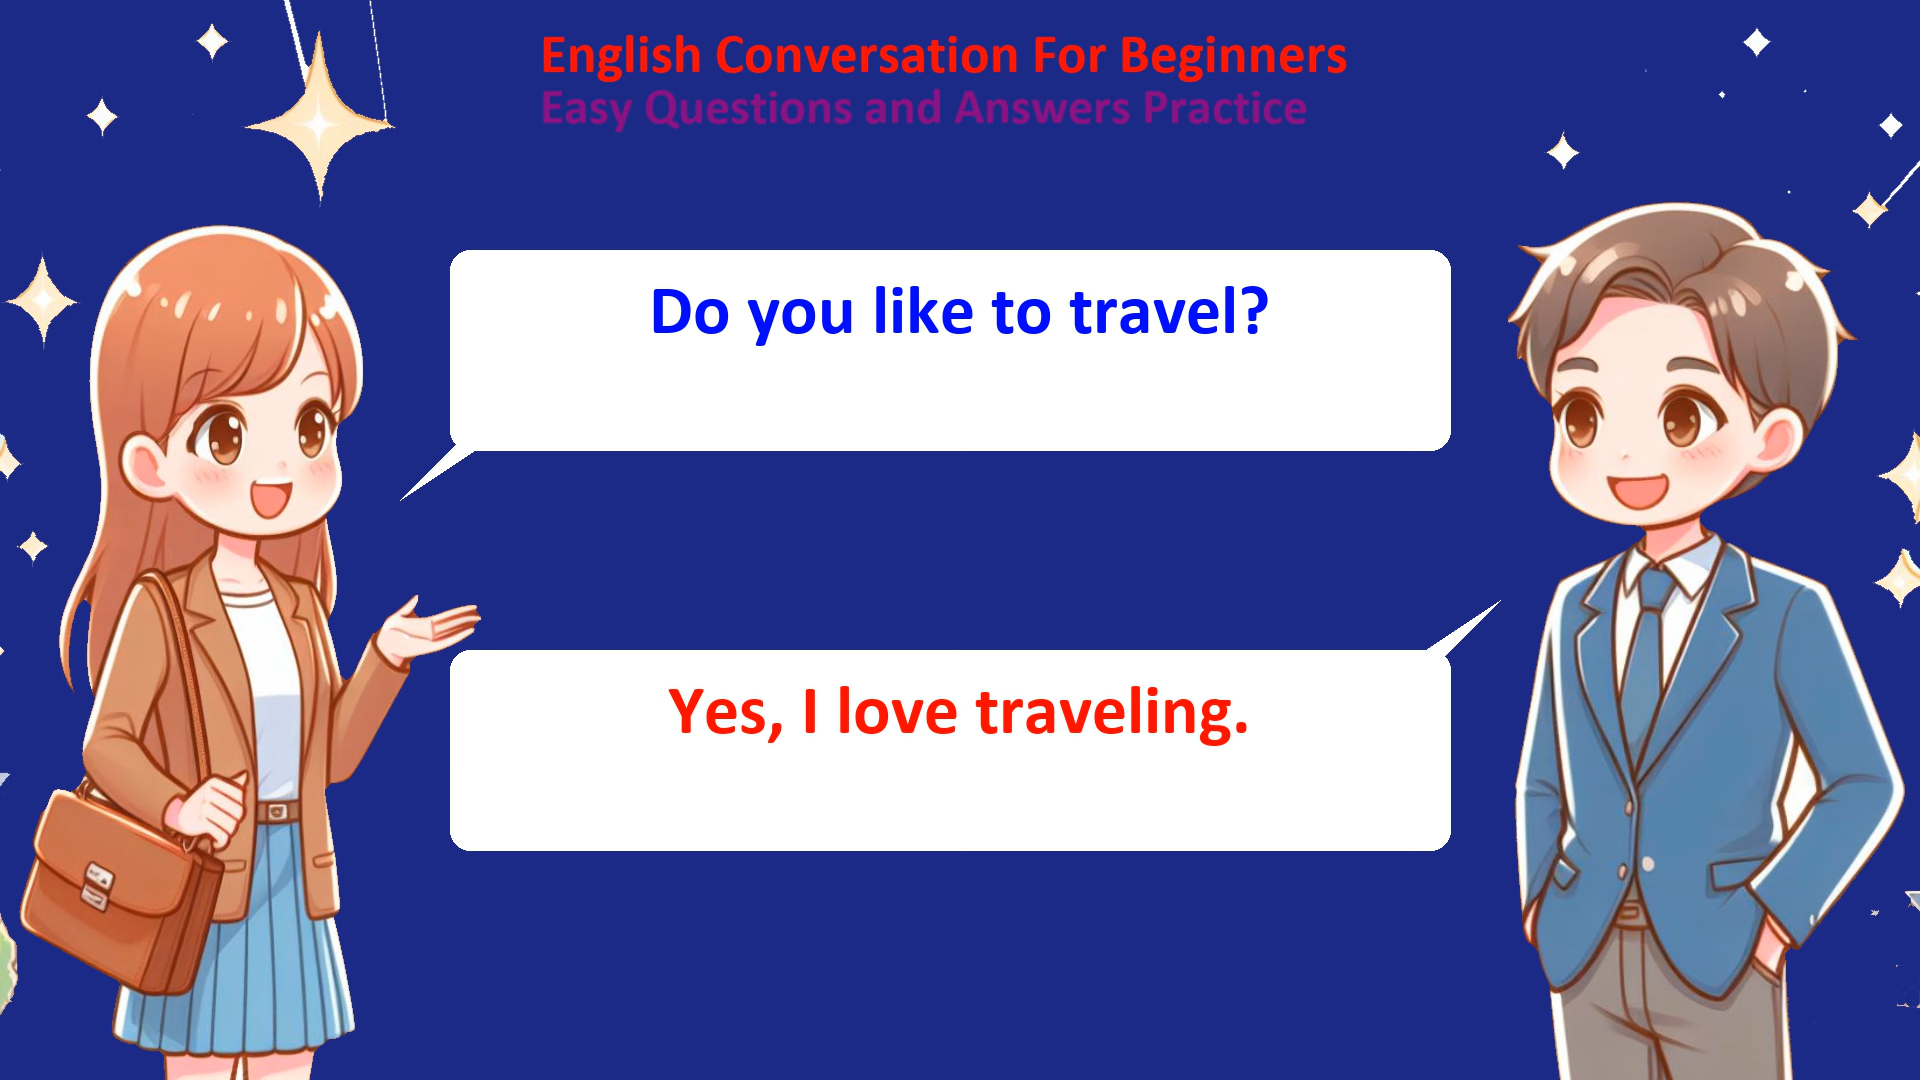 English Conversation For Beginners
Easy Questions and Answers Practice
Do you like to travel?
Yes, I love traveling.